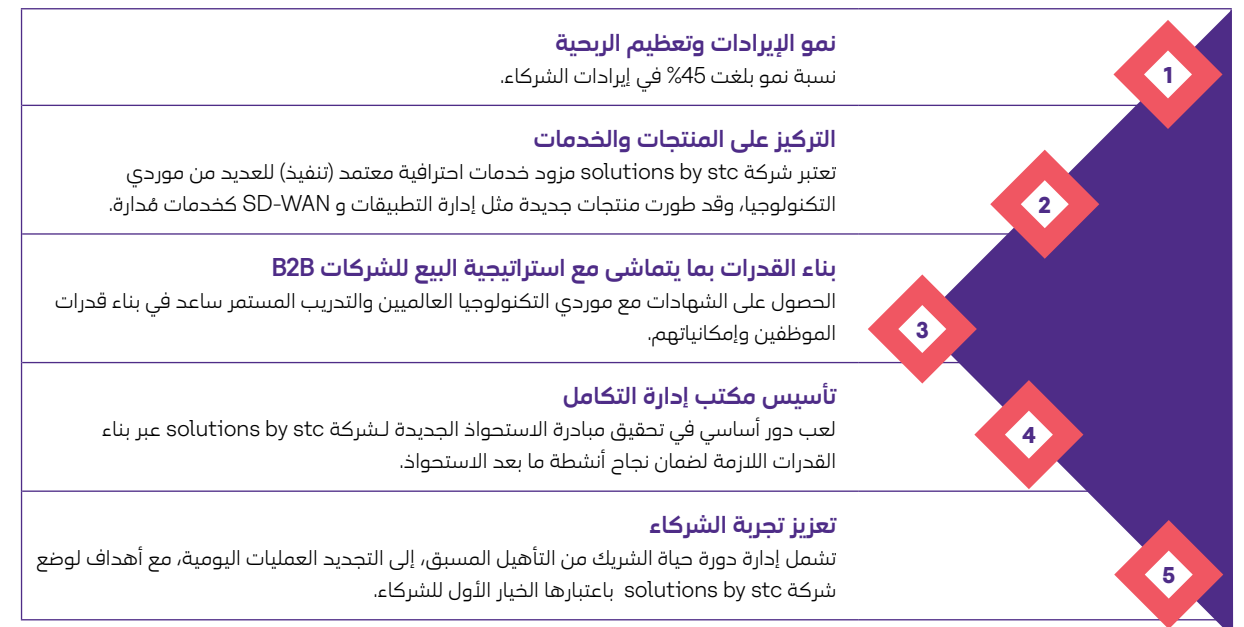 1
نمو الإيرادات وتعظيم الربحية
نسبة نمو بلغت 45% في إيرادات الشركاء.
2
التركيز على المنتجات والخدمات
تعتبر شركة solutions by stc مزود خدمات احترافية معتمد (تنفيذ) للعديد من موردي
التكنولوجيا، وقد طورت منتجات جديدة مثل إدارة التطبيقات و SD-WAN كخدمات مُدارة.
3
بناء القدرات بما يتماشى مع استراتيجية البيع للشركات B2B
الحصول على الشهادات مع موردي التكنولوجيا العالميين والتدريب المستمر ساعد في بناء قدرات
الموظفين وإمكانياتهم.
4
تأسيس مكتب إدارة التكامل
لعب دور أساسي في تحقيق مبادرة الاستحواذ الجديدة لـشركة solutions by stc عبر بناء
القدرات اللازمة لضمان نجاح أنشطة ما بعد الاستحواذ.
5
تعزيز تجربة الشركاء
تشمل إدارة دورة حياة الشريك من التأهيل المسبق، إلى التجديد العمليات اليومية، مع أهداف لوضع
شركة solutions by stc باعتبارها الخيار الأول للشركاء.